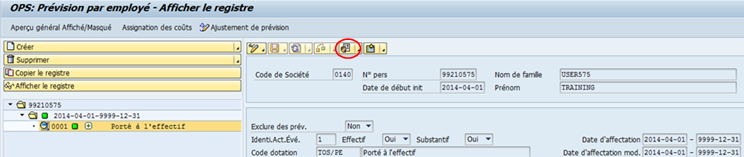 OPS: Prévision par employé - Afficher le registre
Aperçu général Affiché/Masqué Assignation des coûts Ajustement de prévision
Créer
Supprimer
Copier le registre
Afficher le registre
99210575
2014-04-01-9999-12-31
0001 Porté à l'effectif
Code de Société 0140 N° pers 99210575 Nom de famille USER575
Date de début init 2014-04-01 Prénom TRAINING
Exclure des prév. Non
Identi.Act.Évé. 1 Effectif Oui Substantif Oui Date d'affectation 2014-04-01 - 9999-12-31
Code dotation TOS/PE Porté à l'effectif Date d'affectation mod. 2014-04-01 - 9999-12-31